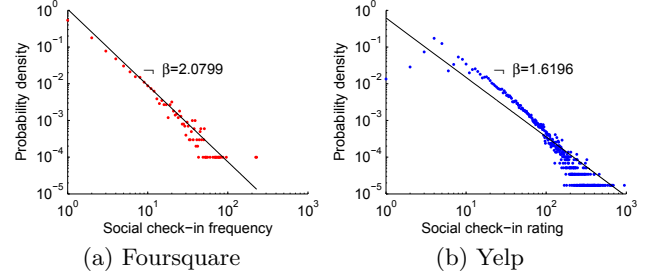 10^0
10^-1
10^-2
10^-3
10^-4
10^-5
Probability density
¬ β=2.0799
10^0 10^1 10^2 10^3
Social check−in frequency
(a) Foursquare
10^0
10^-1
10^-2
10^-3
10^-4
10^-5
Probability density
¬ β=1.6196
10^0 10^1 10^2 10^3
Social check−in rating
(b) Yelp